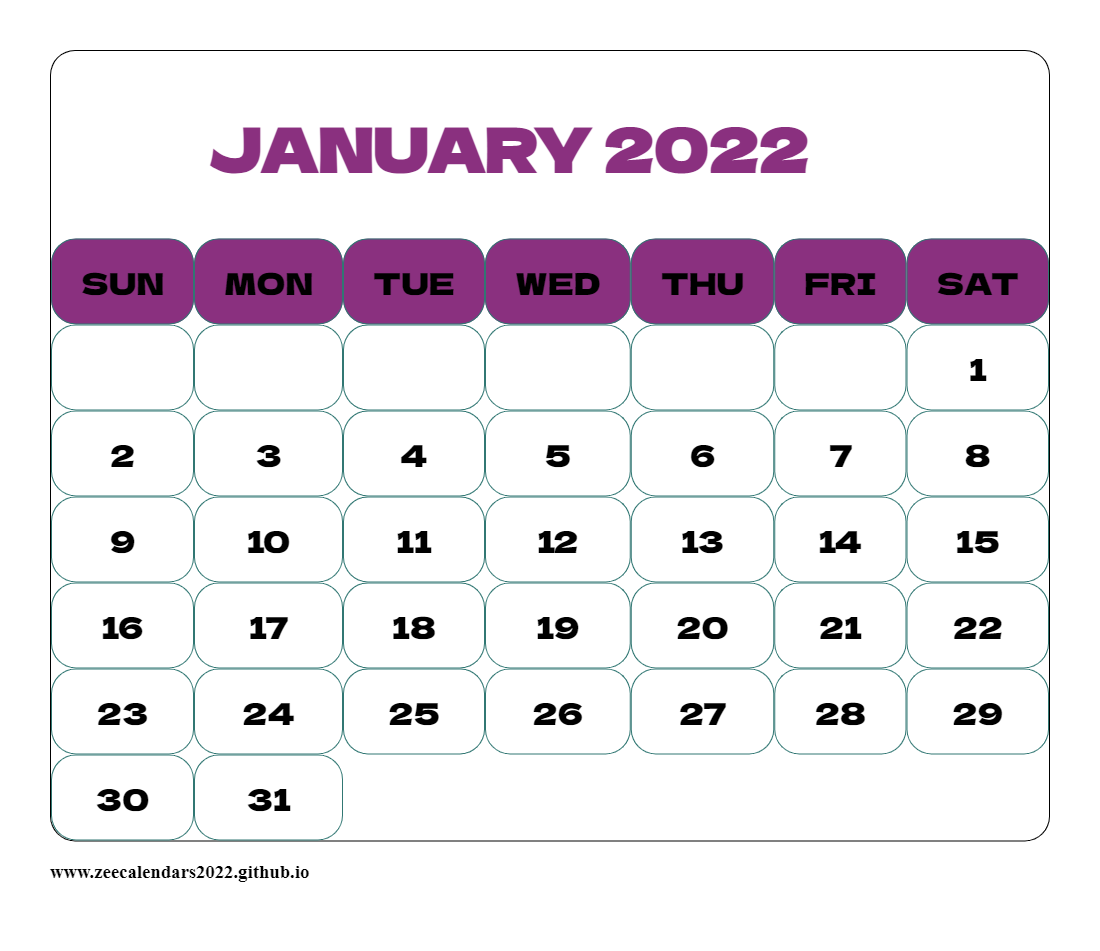 JANUARY 2022
SUN MON TUE WED THU FRI SAT
1
2 3 4 5 6 7 8
9 10 11 12 13 14 15
16 17 18 19 20 21 22
23 24 25 26 27 28 29
30 31
www.zeecalendars2022.github.io